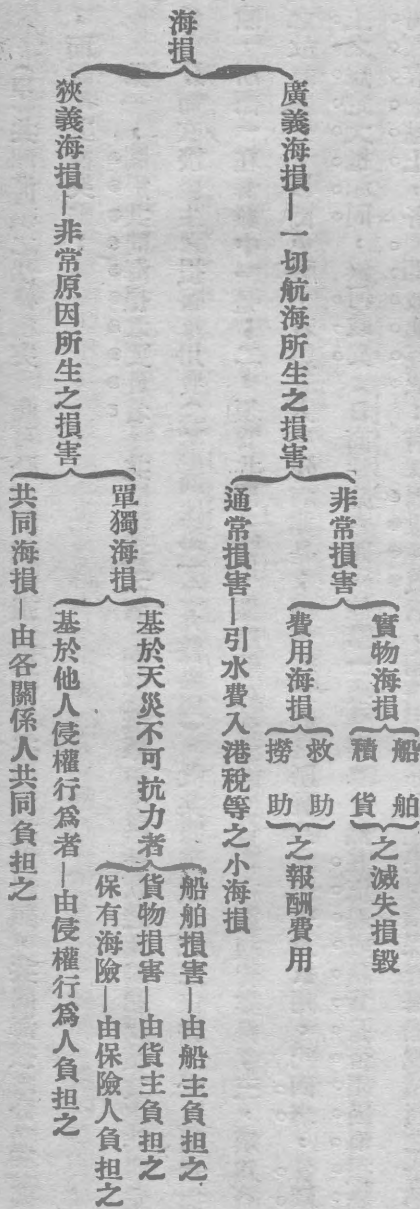 海損
廣義海損—一切航海所生之損害
非常損害
實物海損
船舶
積貨
之滅失損毀
費用海損
救助
撈助
之報酬費用
通常損害—引水費入港稅等之小海損
狹義海損—非常原因所生之損害
單獨海損
基於天災不可抗力者
船舶損害—由船主負担之
貨物損害—由貨主負担之
保有海險—由保險人負担之
基於他人侵權行爲者—由侵權行爲人負担之
共同海損—由各關係人共同負担之